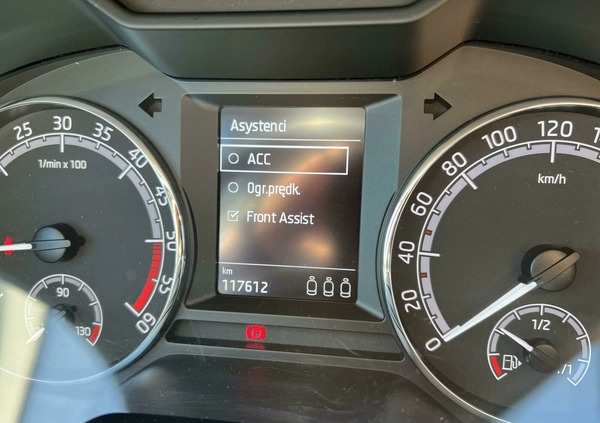 Asystenci
ACC
Ogr.prędk.
Front Assist
km
117612
25 30 35 40 45 50 55 60
1/min x 100
90
130
0 20 40 60 80 100 120
km/h
1/2
1/1